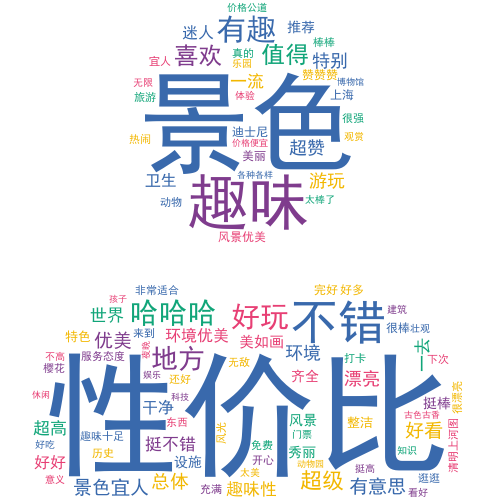 价格公道
有趣
迷人
推荐
棒棒
喜欢
真的
值得
宜人
乐园
特别
赞赞赞
无限
一流
博物馆
旅游
体验
上海
景色
很强
热闹
迪士尼
观赏
价格便宜
超赞
美丽
卫生
各种各样
游玩
趣味
动物
太棒了
风景优美
非常适合
完好
好多
孩子
世界
哈哈哈
好玩
不错
建筑
特色
优美
来到
环境优美
很棒
壮观
美如画
一去
不高
服务态度
地方
环境
打卡
下次
樱花
无敌
性价比
娱乐
还好
齐全
漂亮
很漂亮
休闲
科技
干净
挺棒
超高
东西
风景
古色古香
风光
整洁
好看
清明上河图
趣味十足
门票
好吃
挺不错
免费
秀丽
知识
历史
好好
设施
开心
太美
动物园
挺高
意义
总体
超级
逛逛
景色宜人
充满
趣味性
有意思
看好